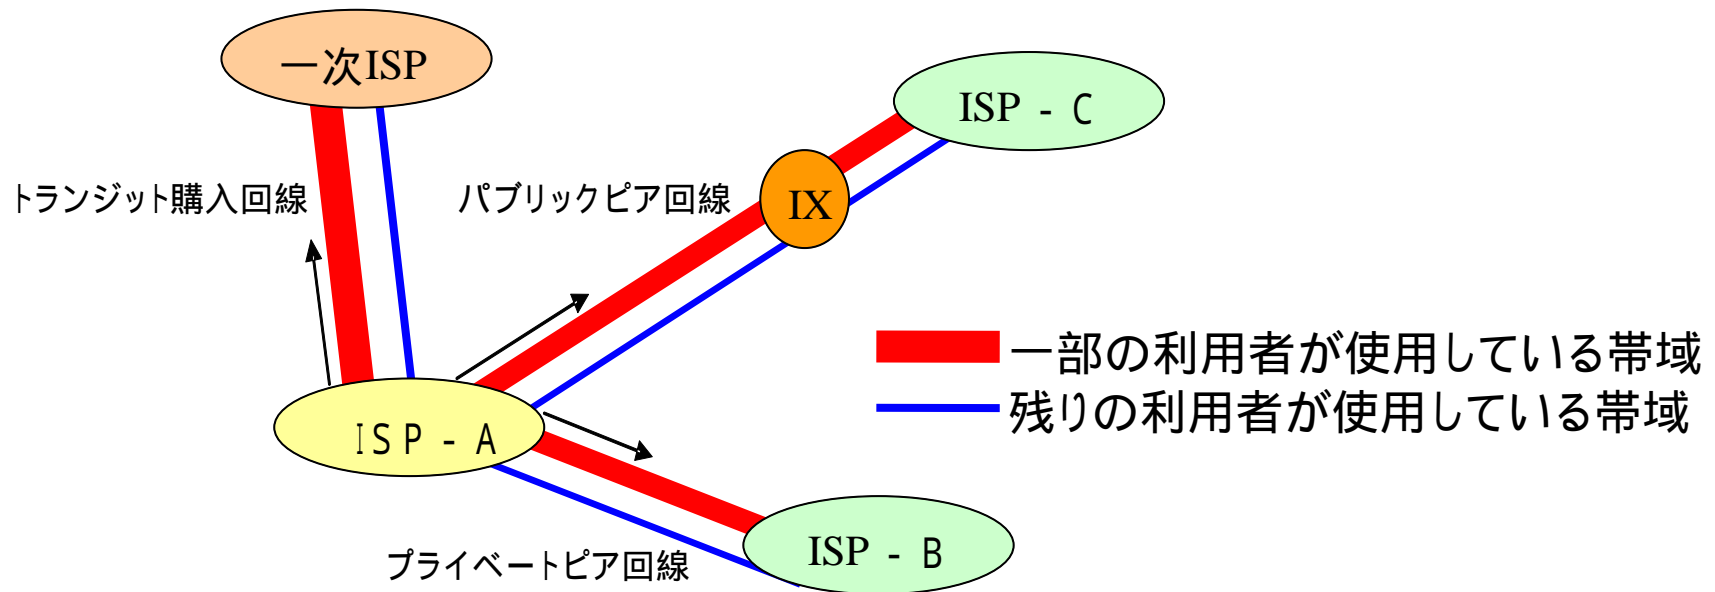 一次ISP
ISP - C
トランジット購入回線
パブリックピア回線
IX
一部の利用者が使用している帯域
残りの利用者が使用している帯域
ISP - A
ISP - B
プライベートピア回線